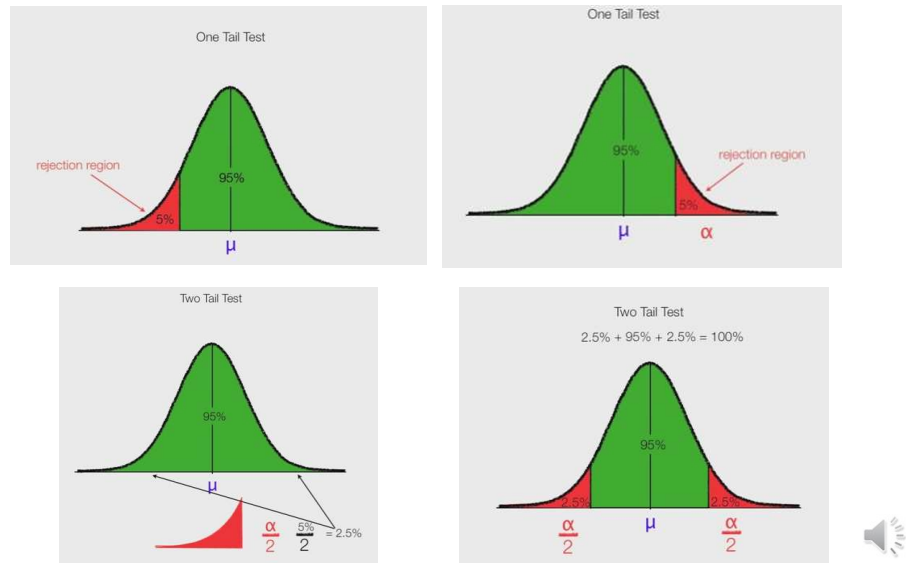 One Tail Test
rejection region
95%
5%
μ
One Tail Test
95%
rejection region
5%
μ
α
Two Tail Test
95%
μ
α
2
5%
2
= 2.5%
Two Tail Test
2.5% + 95% + 2.5% = 100%
95%
2.5%
2.5%
α
2
μ
α
2